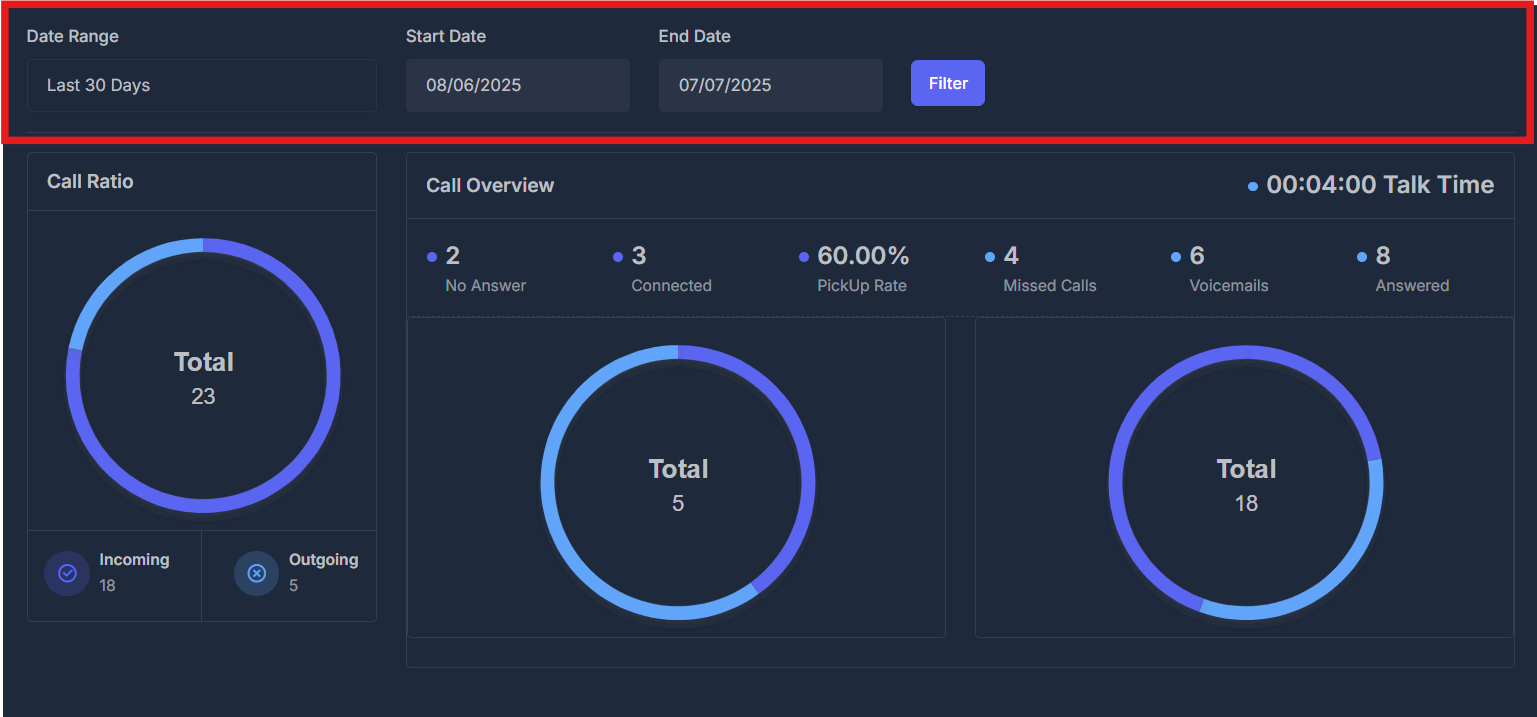 Date Range
Start Date
End Date
Last 30 Days
08/06/2025
07/07/2025
Filter
Call Ratio
Total
23
Incoming
18
Outgoing
5
Call Overview
00:04:00 Talk Time
2
No Answer
3
Connected
60.00%
PickUp Rate
4
Missed Calls
6
Voicemails
8
Answered
Total
5
Total
18